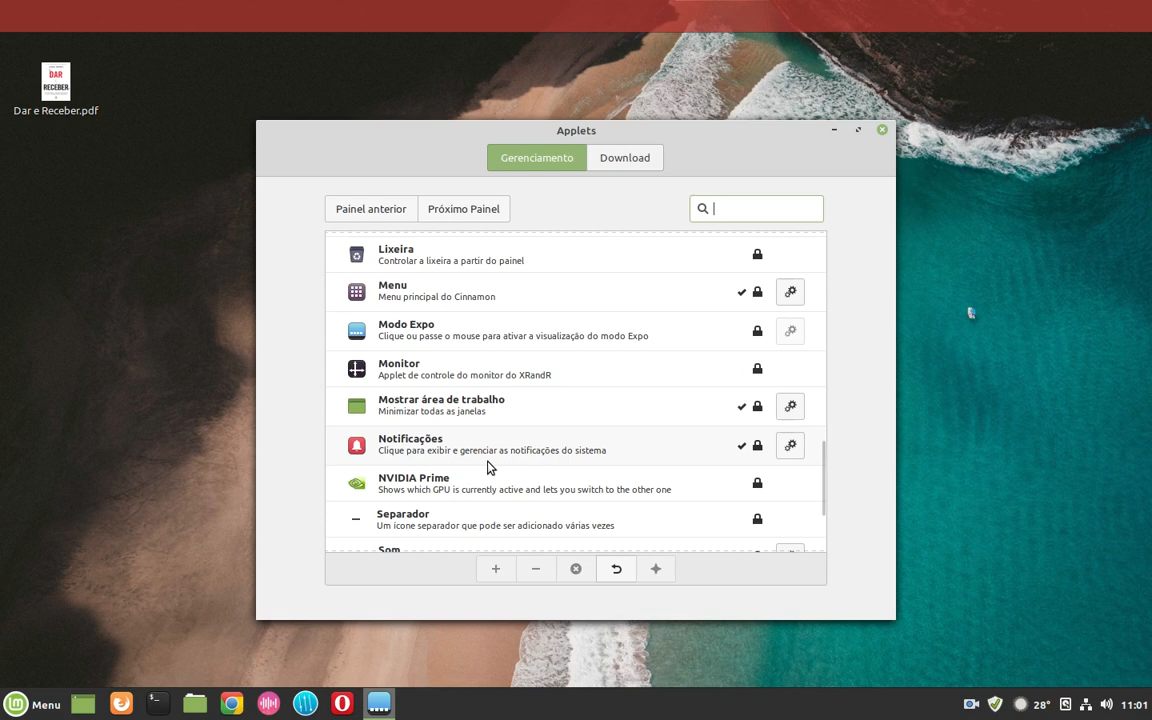 DAR
RECEBER
Dar e Receber.pdf
Applets
Gerenciamento
Download
Painel anterior
Próximo Painel
Lixeira
Controlar a lixeira a partir do painel
Menu
Menu principal do Cinnamon
Modo Expo
Clique ou passe o mouse para ativar a visualização do modo Expo
Monitor
Applet de controle do monitor do XRandR
Mostrar área de trabalho
Minimizar todas as janelas
Notificações
Clique para exibir e gerenciar as notificações do sistema
NVIDIA Prime
Shows which GPU is currently active and lets you switch to the other one
Separador
Um ícone separador que pode ser adicionado várias vezes
Som
Menu
28°
11:01